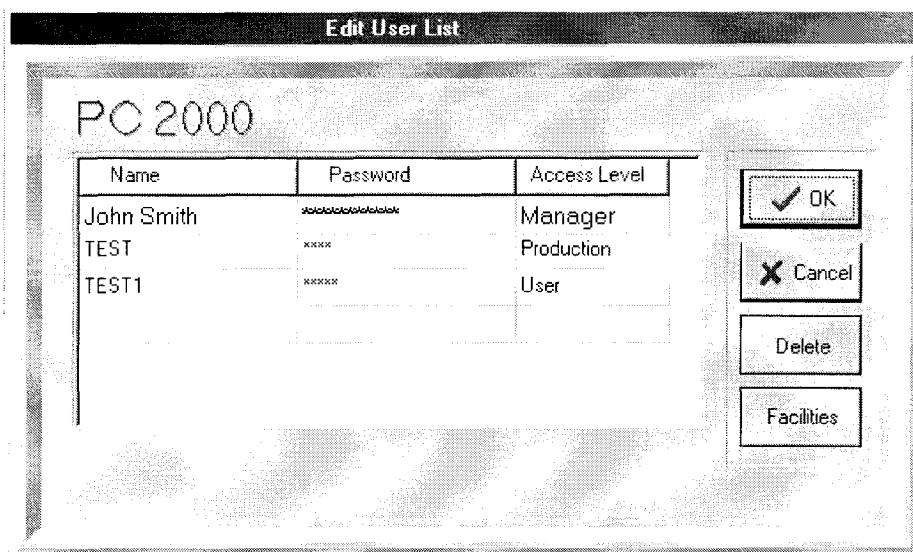 Edit User List
PC 2000
Name Password Access Level
John Smith ************ Manager
TEST **** Production
TEST1 ***** User
OK
Cancel
Delete
Facilities